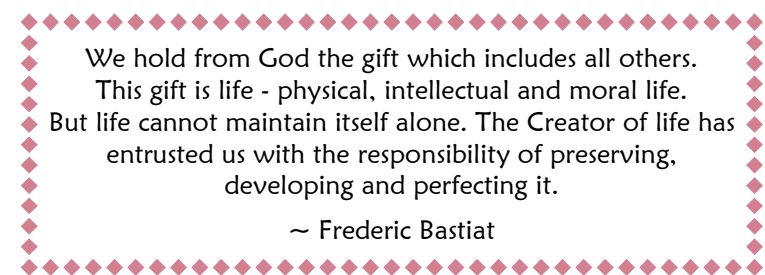 We hold from God the gift which includes all others.
This gift is life - physical, intellectual and moral life.
But life cannot maintain itself alone. The Creator of life has
entrusted us with the responsibility of preserving,
developing and perfecting it.
~ Frederic Bastiat